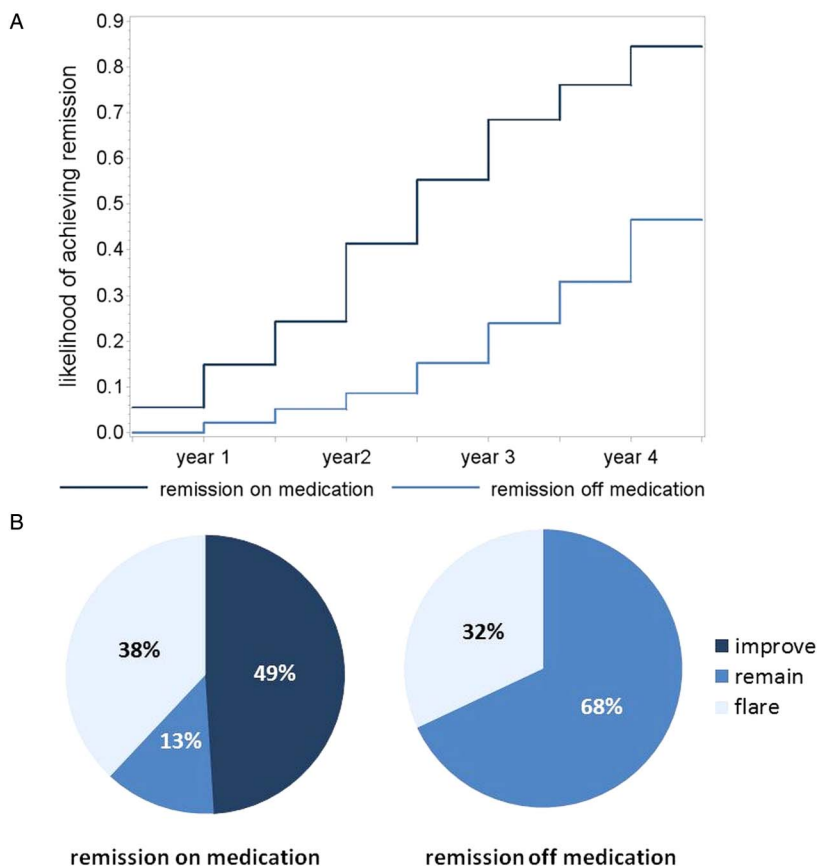 A
likelihood of achieving remission
0.9
0.8
0.7
0.6
0.5
0.4
0.3
0.2
0.1
0.0
year 1 year2 year 3 year 4
remission on medication remission off medication
B
38%
49%
13%
32%
68%
improve
remain
flare
remission on medication remission off medication